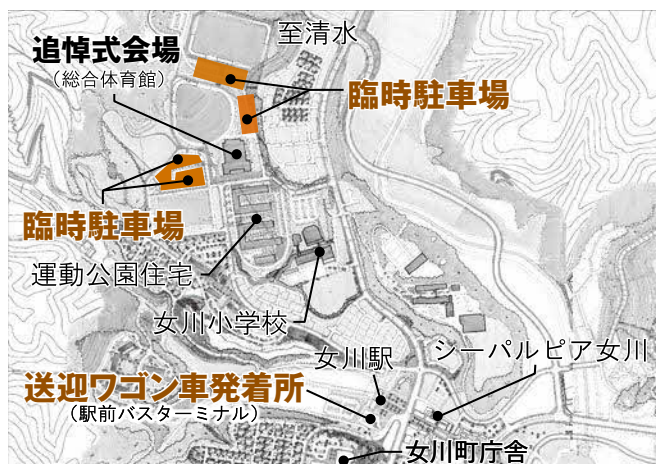 至清水
追悼式会場
（総合体育館）
臨時駐車場
臨時駐車場
運動公園住宅
女川小学校
女川駅
シーパルピア女川
送迎ワゴン車発着所
（駅前バスターミナル）
女川町庁舎